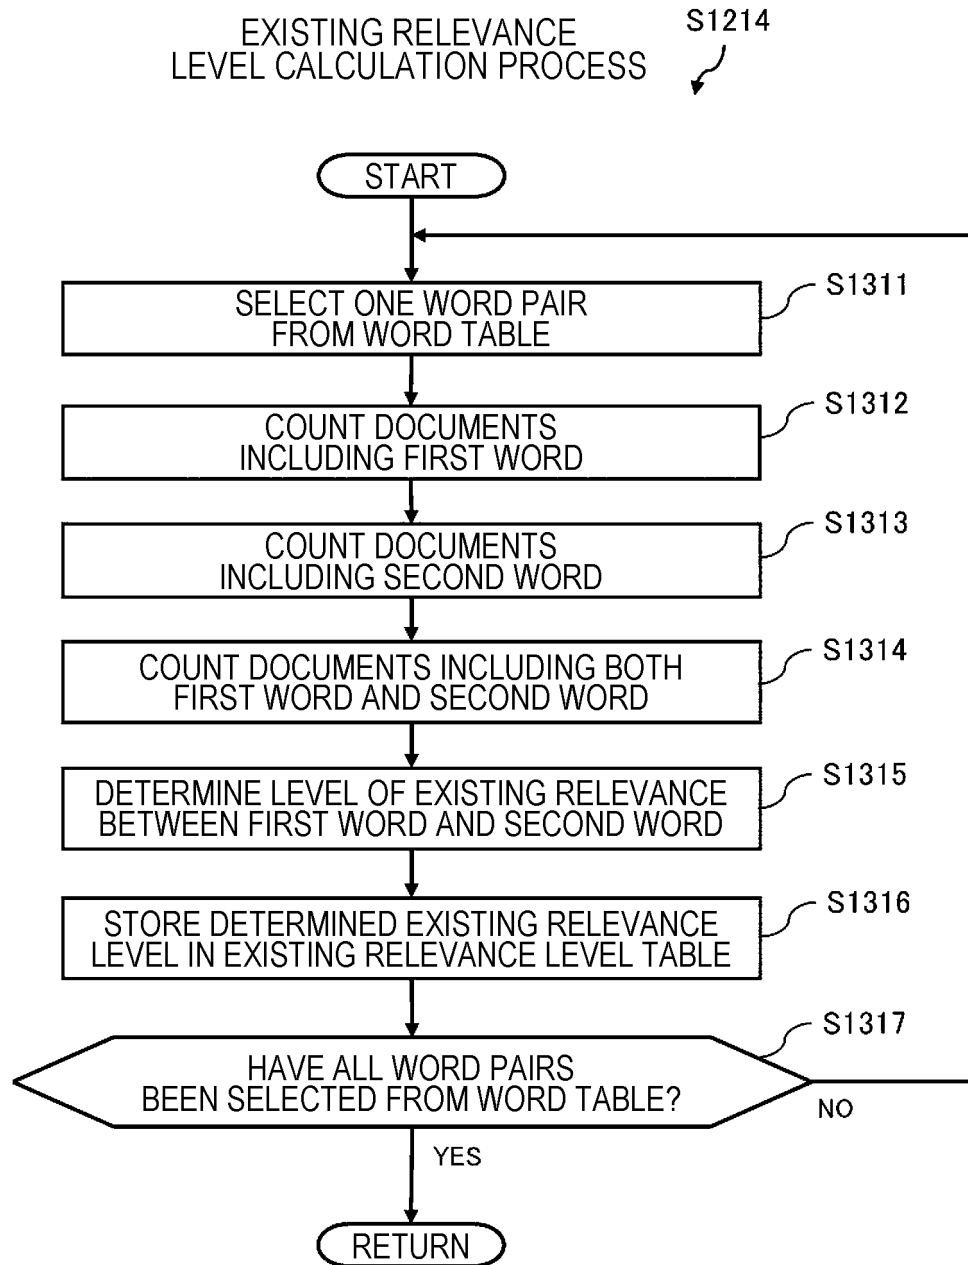 EXISTING RELEVANCE
LEVEL CALCULATION PROCESS
S1214
START
S1311
SELECT ONE WORD PAIR
FROM WORD TABLE
S1312
COUNT DOCUMENTS
INCLUDING FIRST WORD
S1313
COUNT DOCUMENTS
INCLUDING SECOND WORD
S1314
COUNT DOCUMENTS INCLUDING BOTH
FIRST WORD AND SECOND WORD
S1315
DETERMINE LEVEL OF EXISTING RELEVANCE
BETWEEN FIRST WORD AND SECOND WORD
S1316
STORE DETERMINED EXISTING RELEVANCE
LEVEL IN EXISTING RELEVANCE LEVEL TABLE
S1317
HAVE ALL WORD PAIRS
BEEN SELECTED FROM WORD TABLE?
NO
YES
RETURN